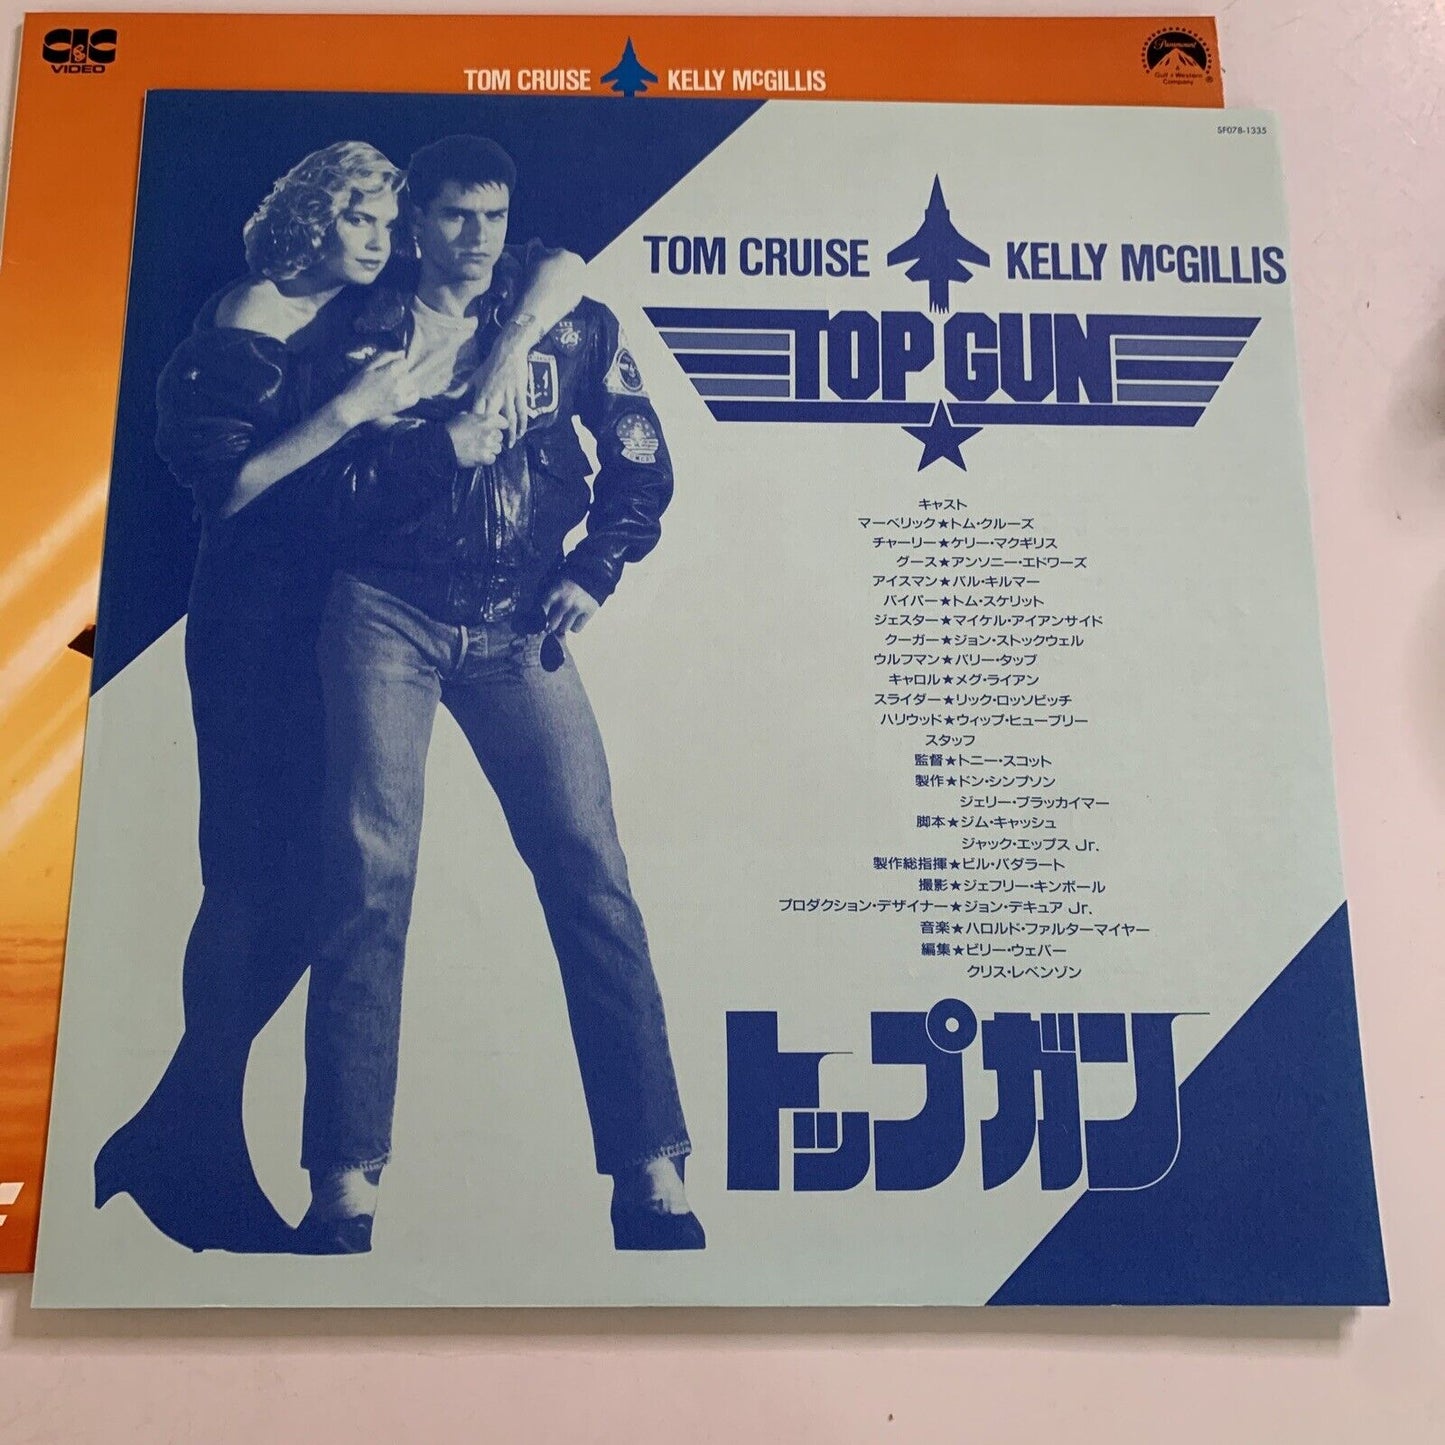 CIC
&
VIDEO
TOM CRUISE KELLY McGILLIS
Paramount
A
Gulf + Western
Company
®
SF078-1335
TOM CRUISE KELLY McGILLIS
TOP GUN
キャスト
マーベリック★トム・クルーズ
チャーリー★ケリー・マクギリス
グース★アンソニー・エドワーズ
アイスマン★バル・キルマー
バイパー★トム・スケリット
ジェスター★マイケル・アイアンサイド
クーガー★ジョン・ストックウェル
ウルフマン★バリー・タッブ
キャロル★メグ・ライアン
スライダー★リック・ロッソビッチ
ハリウッド★ウィップ・ヒューブリー
スタッフ
監督★トニー・スコット
製作★ドン・シンプソン
ジェリー・ブラッカイマー
脚本★ジム・キャッシュ
ジャック・エップス Jr.
製作総指揮★ビル・バダラート
撮影★ジェフリー・キンボール
プロダクション・デザイナー★ジョン・デキュア Jr.
音楽★ハロルド・ファルターマイヤー
編集★ビリー・ウェバー
クリス・レベンゾン
トップガン